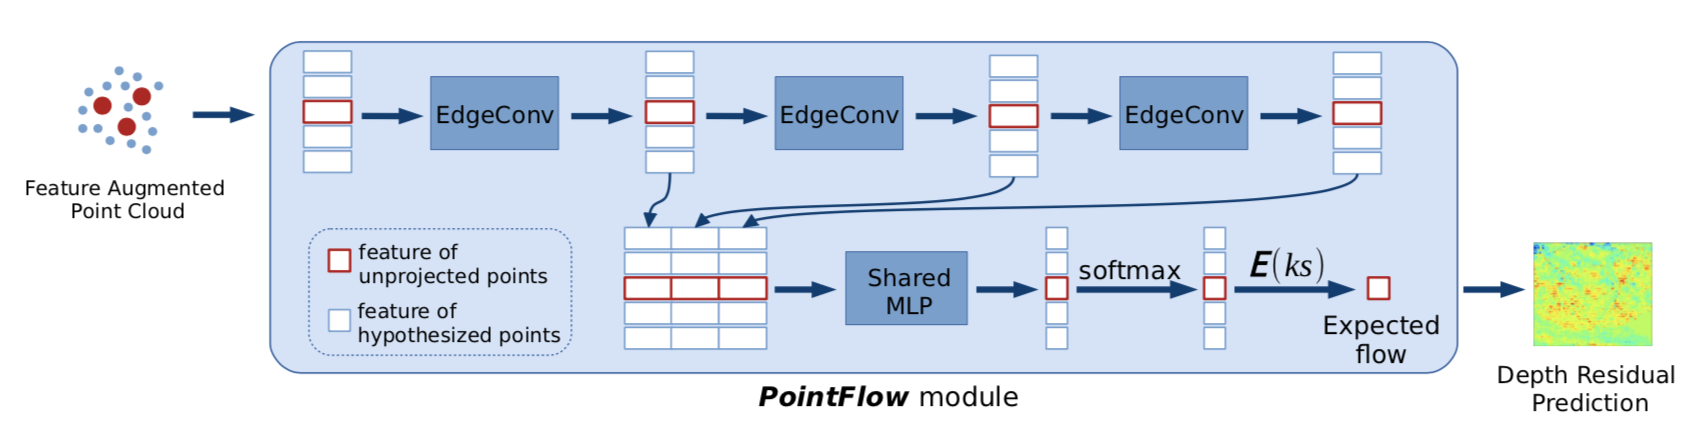 EdgeConv
EdgeConv
EdgeConv
Feature Augmented
Point Cloud
feature of
unprojected points
feature of
hypothesized points
Shared
MLP
softmax
E(ks)
Expected
flow
Depth Residual
Prediction
PointFlow module